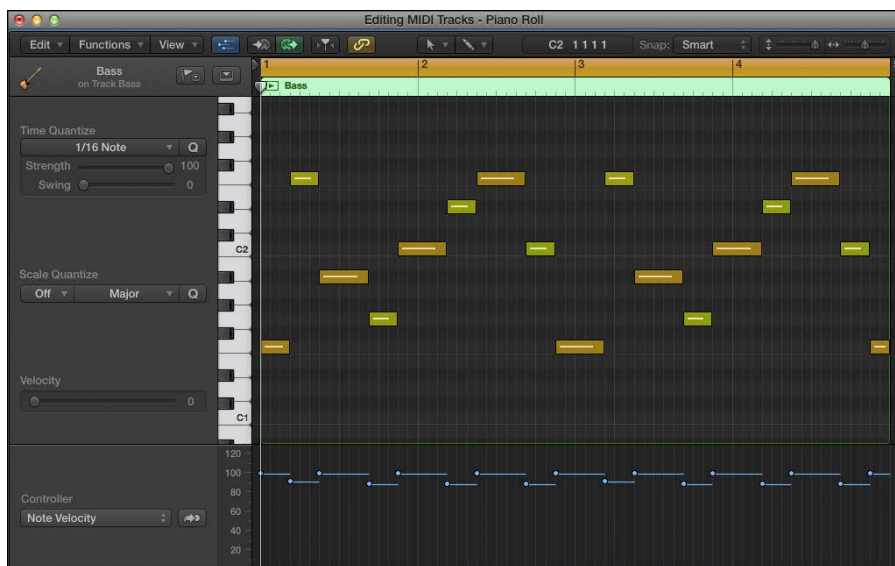 Editing MIDI Tracks - Piano Roll
Edit Functions View C2 1 1 1 1 Snap: Smart
Bass
on Track Bass
1 2 3 4
Bass
Time Quantize
1/16 Note Q
Strength 100
Swing 0
C2
Scale Quantize
Off Major Q
Velocity
0
C1
120
100
80
60
40
20
Controller
Note Velocity